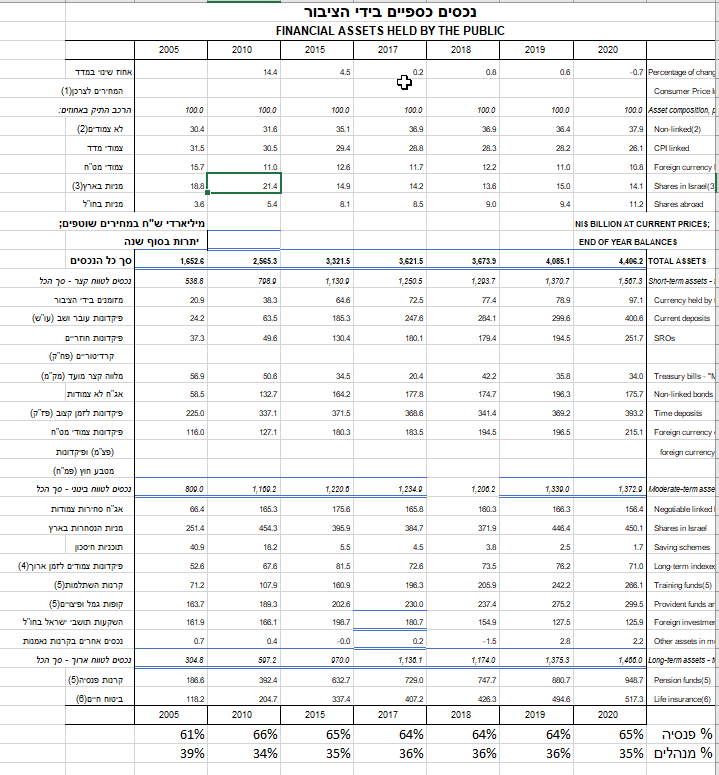 נכסים כספיים בידי הציבור
FINANCIAL ASSETS HELD BY THE PUBLIC
2005 2010 2015 2017 2018 2019 2020
אחוז שינוי במדד 14.4 4.5 0.2 0.8 0.6 -0.7 Percentage of chang
המחירים לצרכן(1) Consumer Price I
הרכב התיק באחוזים: 100.0 100.0 100.0 100.0 100.0 100.0 100.0 Asset composition, p
לא צמודים(2) 30.4 31.6 35.1 36.9 36.9 36.4 37.9 Non-linked(2)
צמודי מדד 31.5 30.5 29.4 28.8 28.3 28.2 26.1 CPI linked
צמודי מט"ח 15.7 11.0 12.6 11.7 12.2 11.0 10.8 Foreign currency
מניות בארץ(3) 18.8 21.4 14.9 14.2 13.6 15.0 14.1 Shares in Israel(3
מניות בחו"ל 3.6 5.4 8.1 8.5 9.0 9.4 11.2 Shares abroad
מיליארדי ש"ח במחירים שוטפים; NIS BILLION AT CURRENT PRICES;
יתרות בסוף שנה END OF YEAR BALANCES
סך כל הנכסים 1,652.6 2,565.3 3,321.5 3,621.5 3,673.9 4,085.1 4,406.2 TOTAL ASSETS
נכסים לטווח קצר - סך הכל 538.8 798.9 1,130.9 1,250.5 1,293.7 1,370.7 1,567.3 Short-term assets -
מזומנים בידי הציבור 20.9 38.3 64.6 72.5 77.4 78.9 97.1 Currency held by
פיקדונות עובר ושב (עו"ש) 24.2 63.5 185.3 247.6 284.1 299.6 400.6 Current deposits
פיקדונות חוזריים 37.3 49.6 130.4 180.1 179.4 194.5 251.7 SROs
קרדיטוריים (פח"ק)
מלווה קצר מועד (מק"מ) 56.9 50.6 34.5 20.4 42.2 35.8 34.0 Treasury bills - "M
אג"ח לא צמודות 58.5 132.7 164.2 177.8 174.7 196.3 175.7 Non-linked bonds
פיקדונות לזמן קצוב (פז"ק) 225.0 337.1 371.5 368.6 341.4 369.2 393.2 Time deposits
פיקדונות צמודי מט"ח 116.0 127.1 180.3 183.5 194.5 196.5 215.1 Foreign currency
(פצ"מ) ופיקדונות foreign currency
מטבע חוץ (פמ"ח)
נכסים לטווח בינוני - סך הכל 809.0 1,169.2 1,220.6 1,234.9 1,206.2 1,339.0 1,372.9 Moderate-term asse
אג"ח סחירות צמודות 66.4 165.3 175.6 165.8 160.3 166.3 156.4 Negotiable linked
מניות הנסחרות בארץ 251.4 454.3 395.9 384.7 371.9 446.4 450.1 Shares in Israel
תוכניות חיסכון 40.9 18.2 5.5 4.5 3.8 2.5 1.7 Saving schemes
פיקדונות צמודים לזמן ארוך(4) 52.6 67.6 81.5 72.6 73.5 76.2 71.0 Long-term indexed
קרנות השתלמות(5) 71.2 107.9 160.9 196.3 205.9 242.2 266.1 Training funds(5)
קופות גמל ופיצויים(5) 163.7 189.3 202.6 230.0 237.4 275.2 299.5 Provident funds ar
השקעות תושבי ישראל בחו"ל 161.9 166.1 198.7 180.7 154.9 127.5 125.9 Foreign investmer
נכסים אחרים בקרנות נאמנות 0.7 0.4 -0.0 0.2 -1.5 2.8 2.2 Other assets in m
נכסים לטווח ארוך - סך הכל 304.8 597.2 970.0 1,136.1 1,174.0 1,375.3 1,466.0 Long-term assets - t
קרנות פנסיה(5) 186.6 392.4 632.7 729.0 747.7 880.7 948.7 Pension funds(5)
ביטוח חיים(6) 118.2 204.7 337.4 407.2 426.3 494.6 517.3 Life insurance(6)
2005 2010 2015 2017 2018 2019 2020
61% 66% 65% 64% 64% 64% 65% % פנסיה
39% 34% 35% 36% 36% 36% 35% % מנהלים